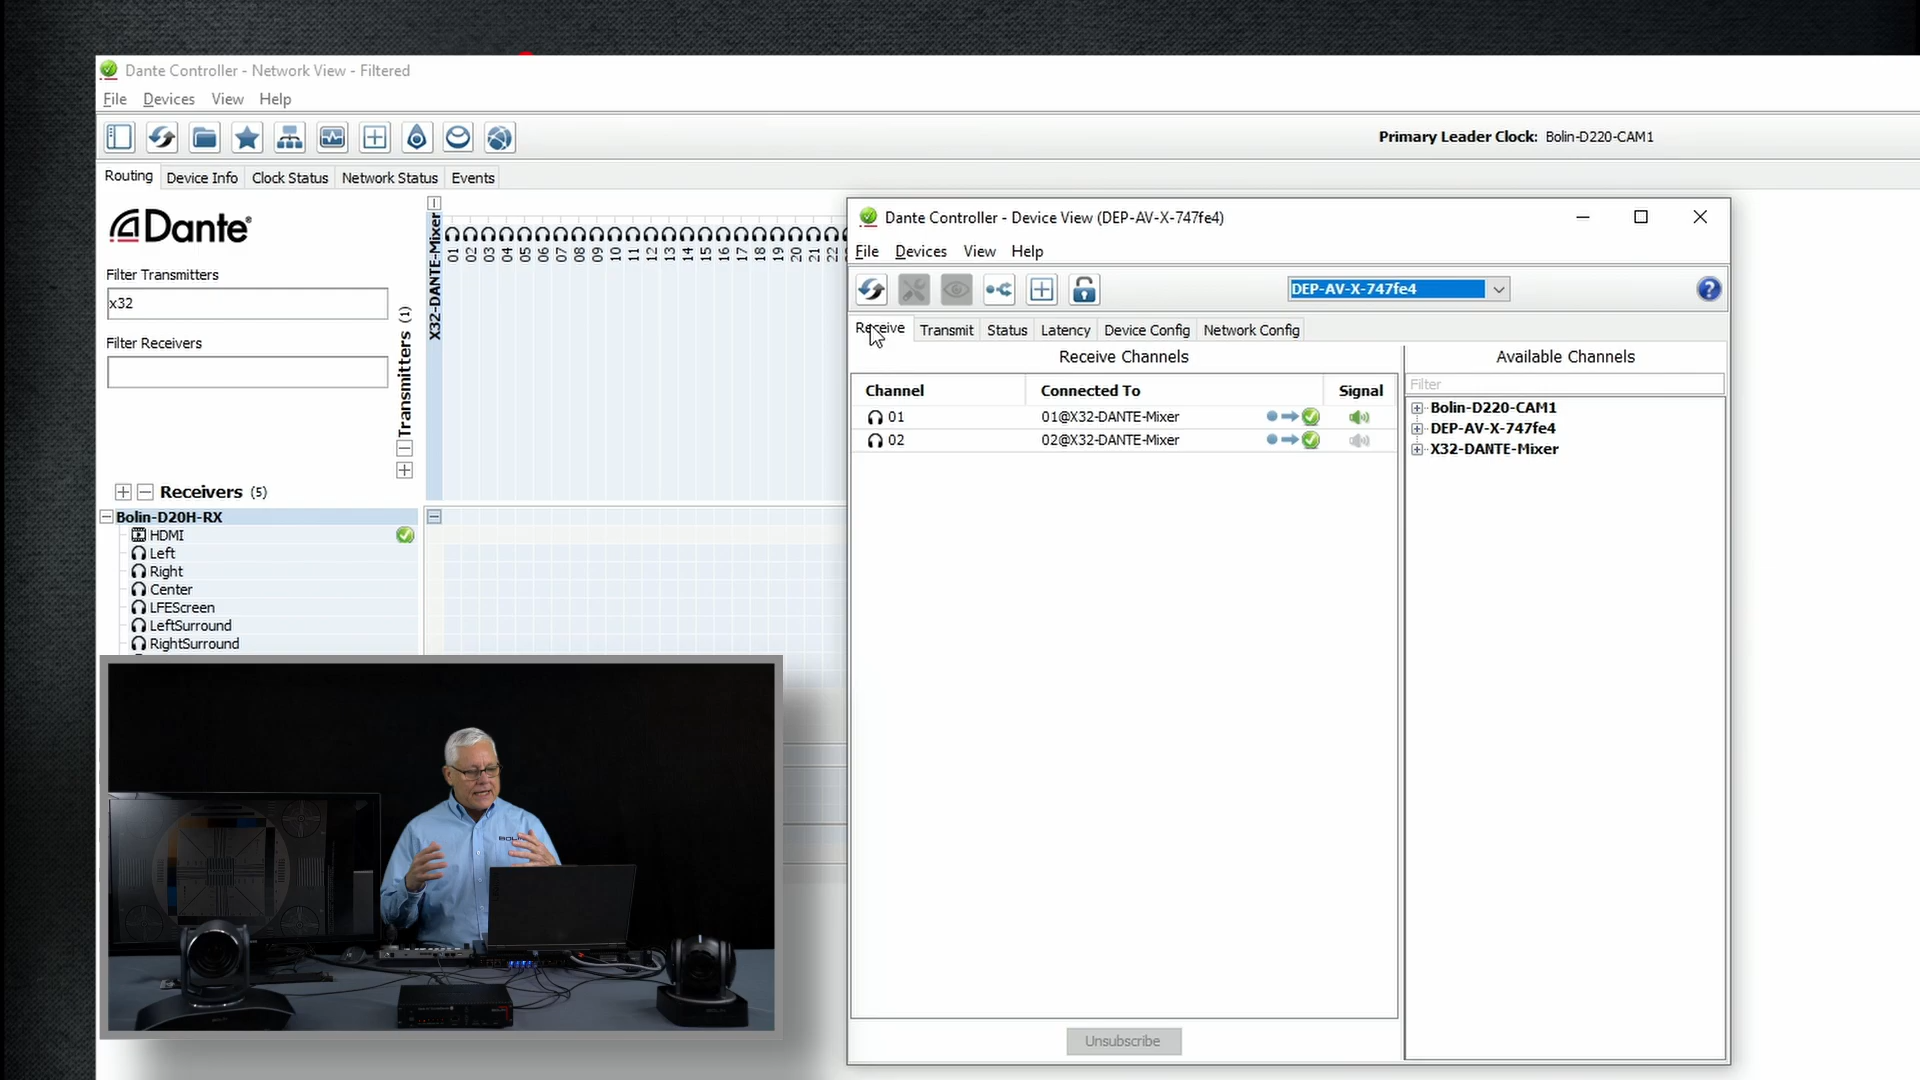 Dante Controller - Network View - Filtered
File Devices View Help
Primary Leader Clock: Bolin-D220-CAM1
Routing Device Info Clock Status Network Status Events
Dante
Filter Transmitters
x32
Filter Receivers
Transmitters (1)
X32-DANTE-Mixer
01 02 03 04 05 06 07 08 09 10 11 12 13 14 15 16 17 18 19 20 21 22
Receivers (5)
Bolin-D20H-RX
HDMI
Left
Right
Center
LFEScreen
LeftSurround
RightSurround
Dante Controller - Device View (DEP-AV-X-747fe4)
File Devices View Help
DEP-AV-X-747fe4
Receive Transmit Status Latency Device Config Network Config
Receive Channels
Channel Connected To Signal
01 01@X32-DANTE-Mixer
02 02@X32-DANTE-Mixer
Unsubscribe
Available Channels
Filter
Bolin-D220-CAM1
DEP-AV-X-747fe4
X32-DANTE-Mixer